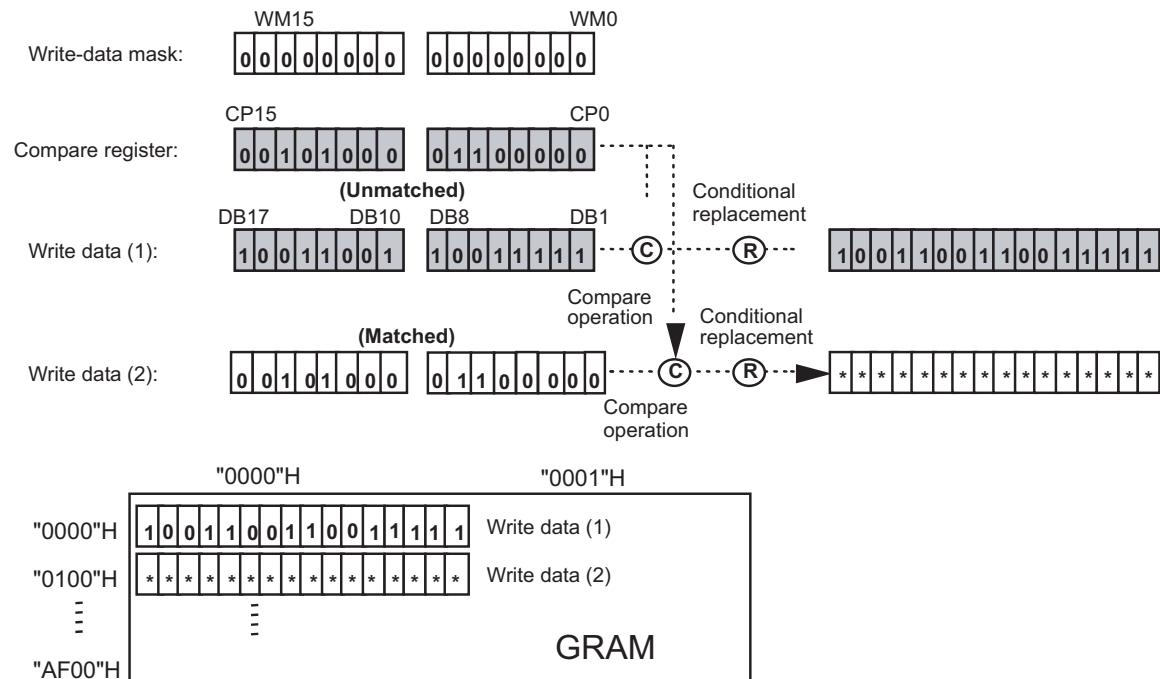 WM15 WM0
Write-data mask: 0 0 0 0 0 0 0 0 0 0 0 0 0 0 0 0
CP15 CP0
Compare register: 0 0 1 0 1 0 0 0 0 1 1 0 0 0 0 0
(Unmatched)
Conditional
replacement
DB17 DB10 DB8 DB1
Write data (1): 1 0 0 1 1 0 0 1 1 0 0 1 1 1 1 1 C R 1 0 0 1 1 0 0 1 1 0 0 1 1 1 1 1
Compare
operation
Conditional
replacement
(Matched)
Write data (2): 0 0 1 0 1 0 0 0 0 1 1 0 0 0 0 0 C R * * * * * * * * * * * * * * * *
Compare
operation
"0000"H "0001"H
"0000"H 1 0 0 1 1 0 0 1 1 0 0 1 1 1 1 1 Write data (1)
"0100"H * * * * * * * * * * * * * * * * Write data (2)
GRAM
"AF00"H